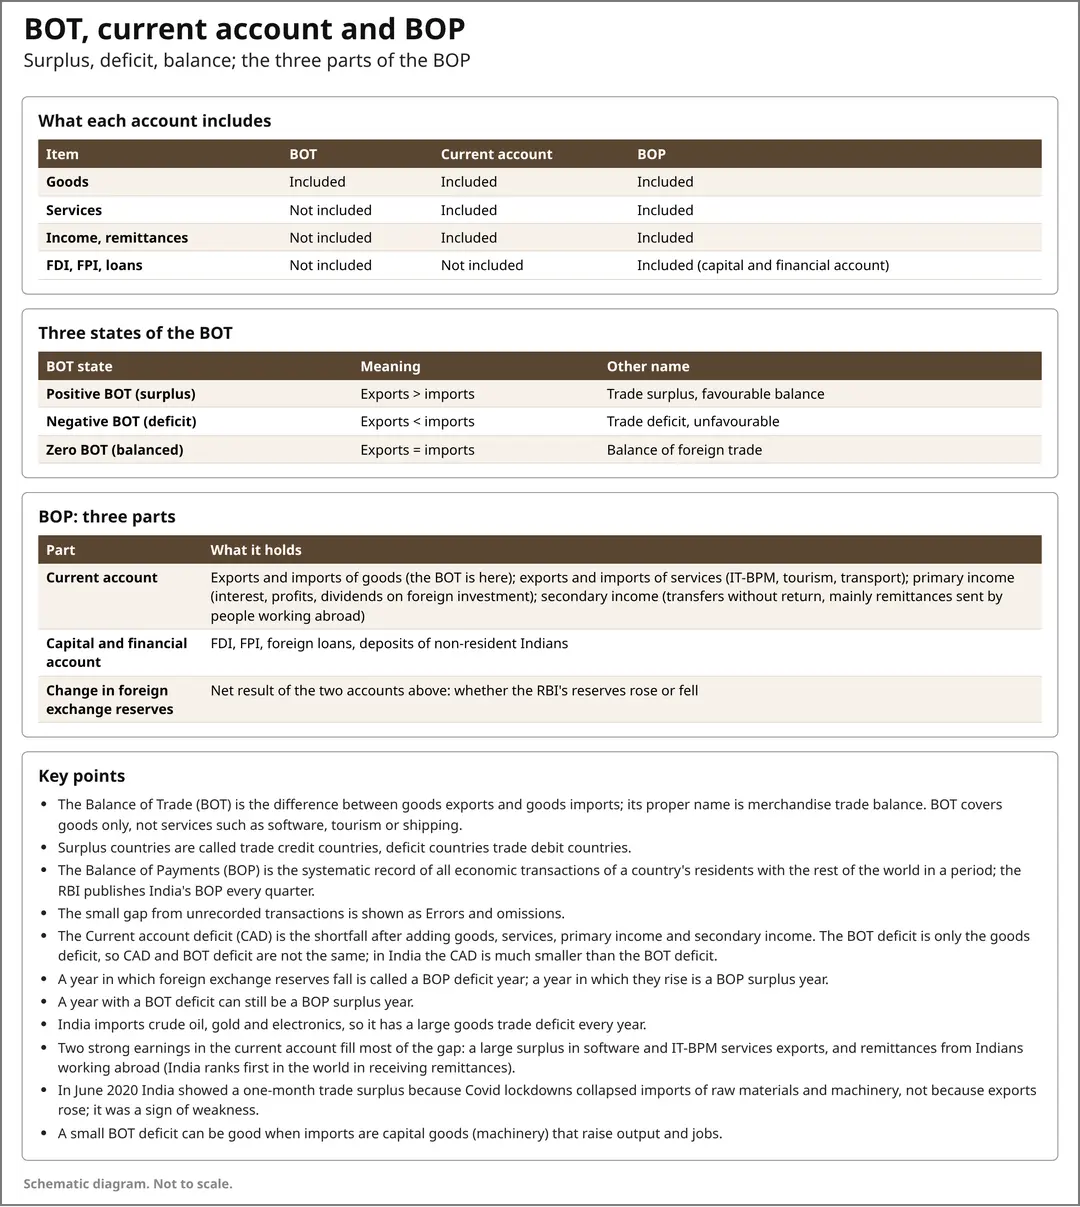 BOT, current account and BOP
Surplus, deficit, balance; the three parts of the BOP
What each account includes
Item BOT Current account BOP
Goods Included Included Included
Services Not included Included Included
Income, remittances Not included Included Included
FDI, FPI, loans Not included Not included Included (capital and financial account)
Three states of the BOT
BOT state Meaning Other name
Positive BOT (surplus) Exports > imports Trade surplus, favourable balance
Negative BOT (deficit) Exports < imports Trade deficit, unfavourable
Zero BOT (balanced) Exports = imports Balance of foreign trade
BOP: three parts
Part What it holds
Current account Exports and imports of goods (the BOT is here); exports and imports of services (IT-BPM, tourism, transport); primary income
(interest, profits, dividends on foreign investment); secondary income (transfers without return, mainly remittances sent by
people working abroad)
Capital and financial FDI, FPI, foreign loans, deposits of non-resident Indians
account
Change in foreign Net result of the two accounts above: whether the RBI's reserves rose or fell
exchange reserves
Key points
• The Balance of Trade (BOT) is the difference between goods exports and goods imports; its proper name is merchandise trade balance. BOT covers
goods only, not services such as software, tourism or shipping.
• Surplus countries are called trade credit countries, deficit countries trade debit countries.
• The Balance of Payments (BOP) is the systematic record of all economic transactions of a country's residents with the rest of the world in a period; the
RBI publishes India's BOP every quarter.
• The small gap from unrecorded transactions is shown as Errors and omissions.
• The Current account deficit (CAD) is the shortfall after adding goods, services, primary income and secondary income. The BOT deficit is only the goods
deficit, so CAD and BOT deficit are not the same; in India the CAD is much smaller than the BOT deficit.
• A year in which foreign exchange reserves fall is called a BOP deficit year; a year in which they rise is a BOP surplus year.
• A year with a BOT deficit can still be a BOP surplus year.
• India imports crude oil, gold and electronics, so it has a large goods trade deficit every year.
• Two strong earnings in the current account fill most of the gap: a large surplus in software and IT-BPM services exports, and remittances from Indians
working abroad (India ranks first in the world in receiving remittances).
• In June 2020 India showed a one-month trade surplus because Covid lockdowns collapsed imports of raw materials and machinery, not because exports
rose; it was a sign of weakness.
• A small BOT deficit can be good when imports are capital goods (machinery) that raise output and jobs.
Schematic diagram. Not to scale.